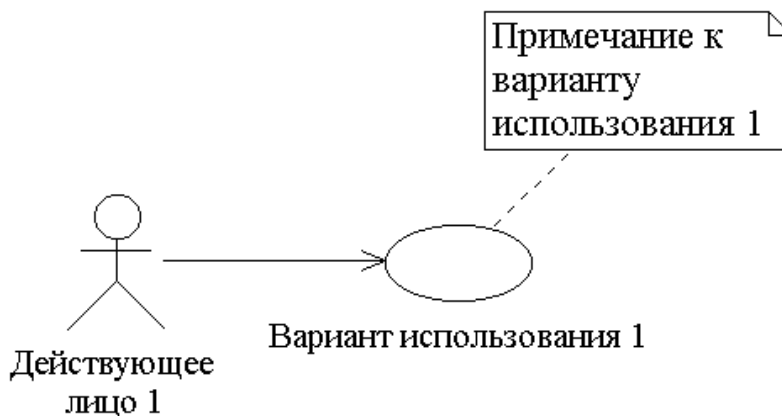 Примечание к
варианту
использования 1
Вариант использования 1
Действующее
лицо 1